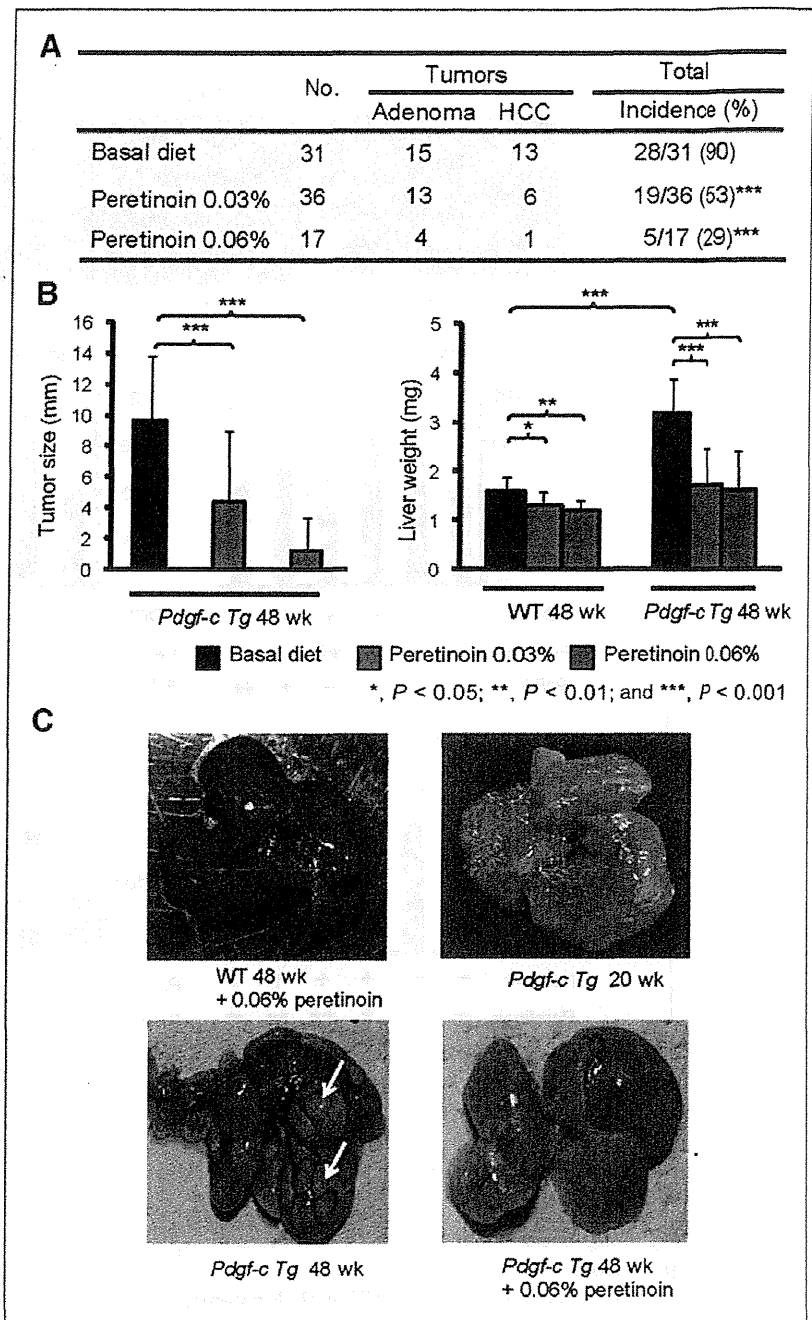 A
No. Tumors Total
Adenoma HCC Incidence (%)
Basal diet 31 15 13 28/31 (90)
Peretinoin 0.03% 36 13 6 19/36 (53)***
Peretinoin 0.06% 17 4 1 5/17 (29)***
B
Tumor size (mm)
16
14
12
10
8
6
4
2
0
***
***
Pdgf-c Tg 48 wk
Liver weight (mg)
5
4
3
2
1
0
***
**
*
***
***
WT 48 wk
Pdgf-c Tg 48 wk
Basal diet Peretinoin 0.03% Peretinoin 0.06%
*, P < 0.05; **, P < 0.01; and ***, P < 0.001
C
WT 48 wk
+ 0.06% peretinoin
Pdgf-c Tg 20 wk
Pdgf-c Tg 48 wk
Pdgf-c Tg 48 wk
+ 0.06% peretinoin